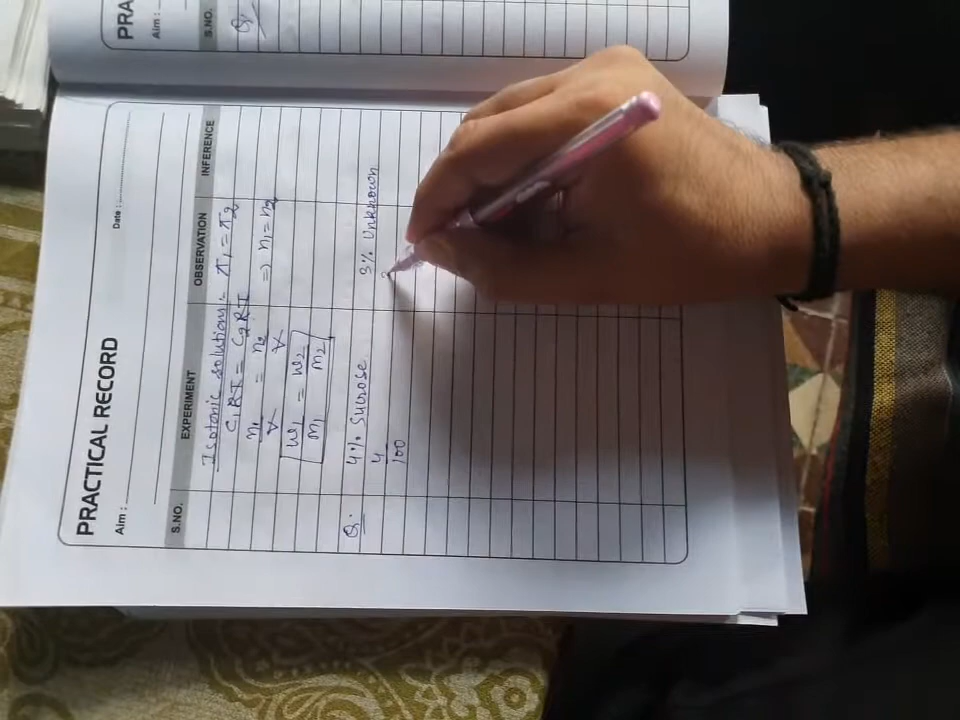 PRACTICAL RECORD
Aim :
Date :
S.NO. EXPERIMENT OBSERVATION INFERENCE
Isotonic solutions:- π1 = π2
C1RT = C2RT ⇒ n1 = n2
n1/V = n2/V
W1/M1 = W2/M2
Q. 4% Sucrose 3% Unknown
4/100
PRA
Aim :
S.NO.
Q.